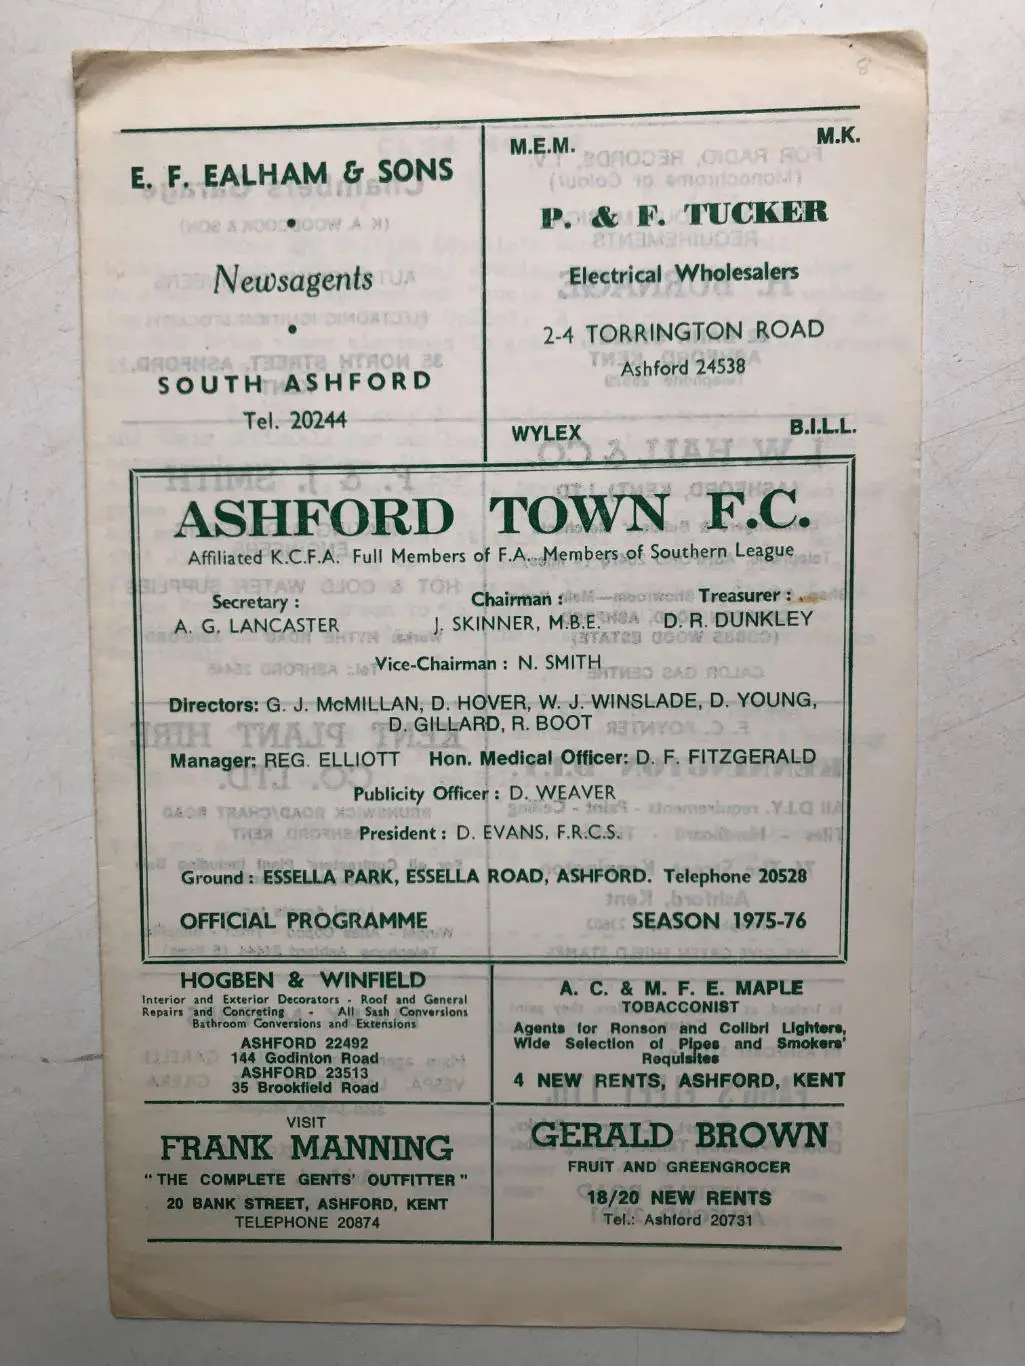 8
E. F. EALHAM & SONS
•
Newsagents
•
SOUTH ASHFORD
Tel. 20244
M.E.M. M.K.
P. & F. TUCKER
Electrical Wholesalers
2-4 TORRINGTON ROAD
Ashford 24538
WYLEX B.I.L.L.
ASHFORD TOWN F.C.
Affiliated K.C.F.A. Full Members of F.A. Members of Southern League
Secretary : Chairman : Treasurer :
A. G. LANCASTER J. SKINNER, M.B.E. D. R. DUNKLEY
Vice-Chairman : N. SMITH
Directors: G. J. McMILLAN, D. HOVER, W. J. WINSLADE, D. YOUNG,
D. GILLARD, R. BOOT
Manager: REG. ELLIOTT Hon. Medical Officer: D. F. FITZGERALD
Publicity Officer : D. WEAVER
President : D. EVANS, F.R.C.S.
Ground : ESSELLA PARK, ESSELLA ROAD, ASHFORD. Telephone 20528
OFFICIAL PROGRAMME SEASON 1975-76
HOGBEN & WINFIELD
Interior and Exterior Decorators - Roof and General
Repairs and Concreting - All Sash Conversions
Bathroom Conversions and Extensions
ASHFORD 22492
144 Godinton Road
ASHFORD 23513
35 Brookfield Road
A. C. & M. F. E. MAPLE
TOBACCONIST
Agents for Ronson and Colibri Lighters,
Wide Selection of Pipes and Smokers'
Requisites
4 NEW RENTS, ASHFORD, KENT
VISIT
FRANK MANNING
"THE COMPLETE GENTS' OUTFITTER"
20 BANK STREET, ASHFORD, KENT
TELEPHONE 20874
GERALD BROWN
FRUIT AND GREENGROCER
18/20 NEW RENTS
Tel.: Ashford 20731